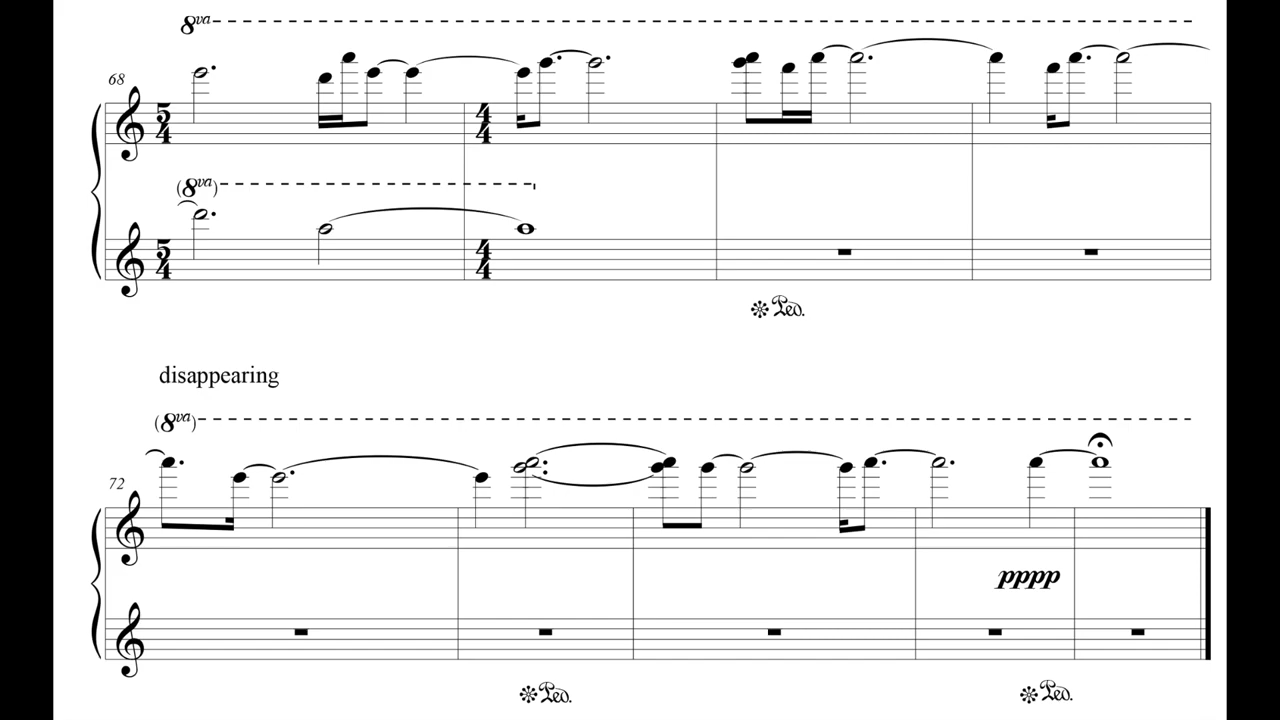 8va
68
5 4 4 4
(8va)
5 4 4 4
Ped.
disappearing
(8va)
72
pppp
Ped. Ped.